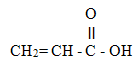 O
||
CH₂=CH-C-OH